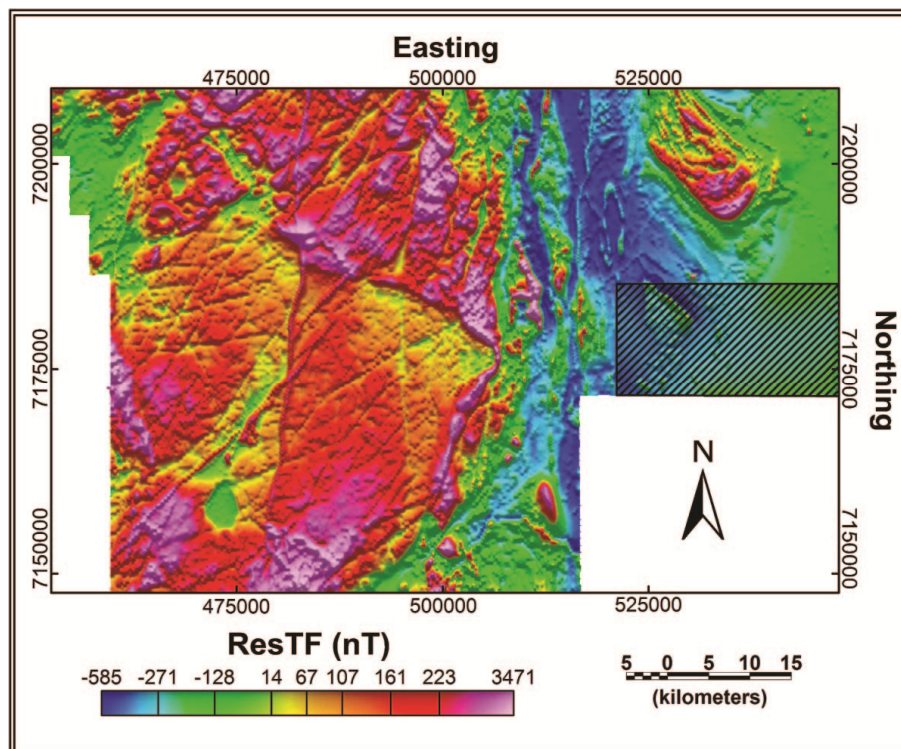 Easting
475000 500000 525000
7200000 7200000
7175000 7175000
Northing
7150000 7150000
N
475000 500000 525000
ResTF (nT)
-585 -271 -128 14 67 107 161 223 3471
5 0 5 10 15
(kilometers)